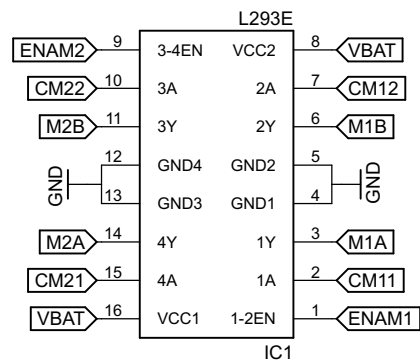 L293E
ENAM2 9 3-4EN VCC2 8 VBAT
CM22 10 3A 2A 7 CM12
M2B 11 3Y 2Y 6 M1B
GND 12 GND4 GND2 5 GND
13 GND3 GND1 4
M2A 14 4Y 1Y 3 M1A
CM21 15 4A 1A 2 CM11
VBAT 16 VCC1 1-2EN 1 ENAM1
IC1